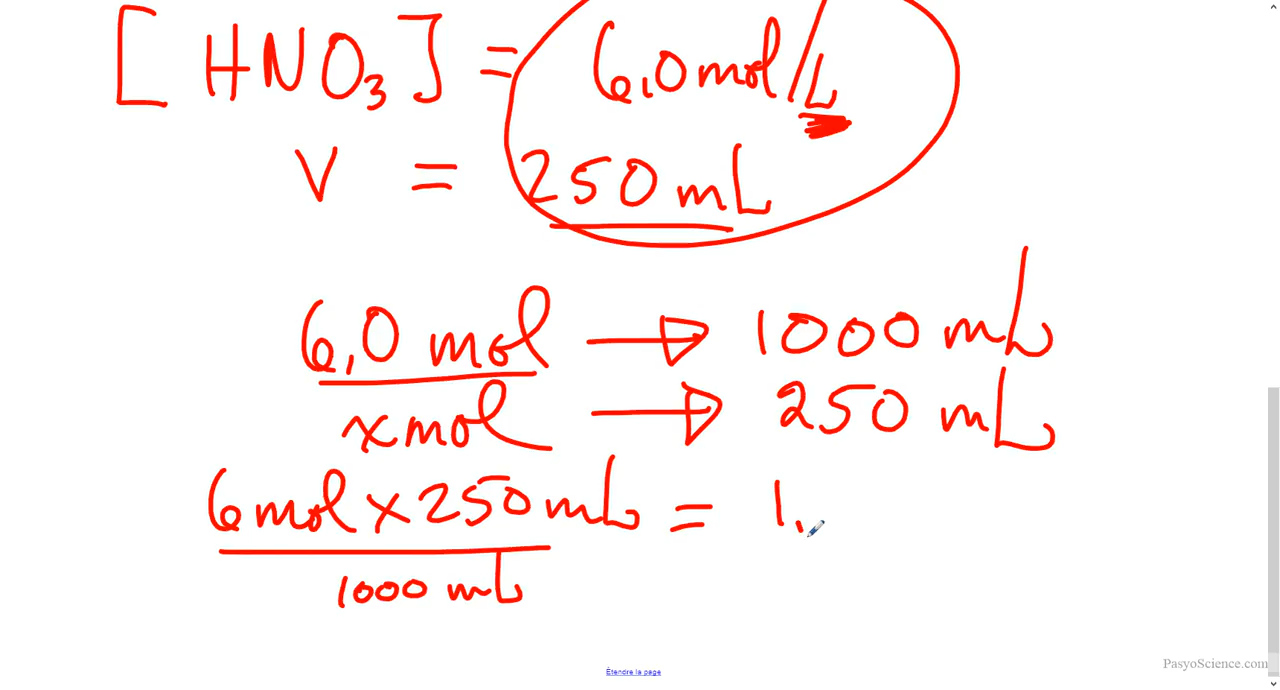 [HNO₃] = 6,0 mol/L
V = 250 mL
6,0 mol → 1000 mL
x mol → 250 mL
6 mol x 250 mL = 1,
1000 mL
Étendre la page
PasyoScience.com